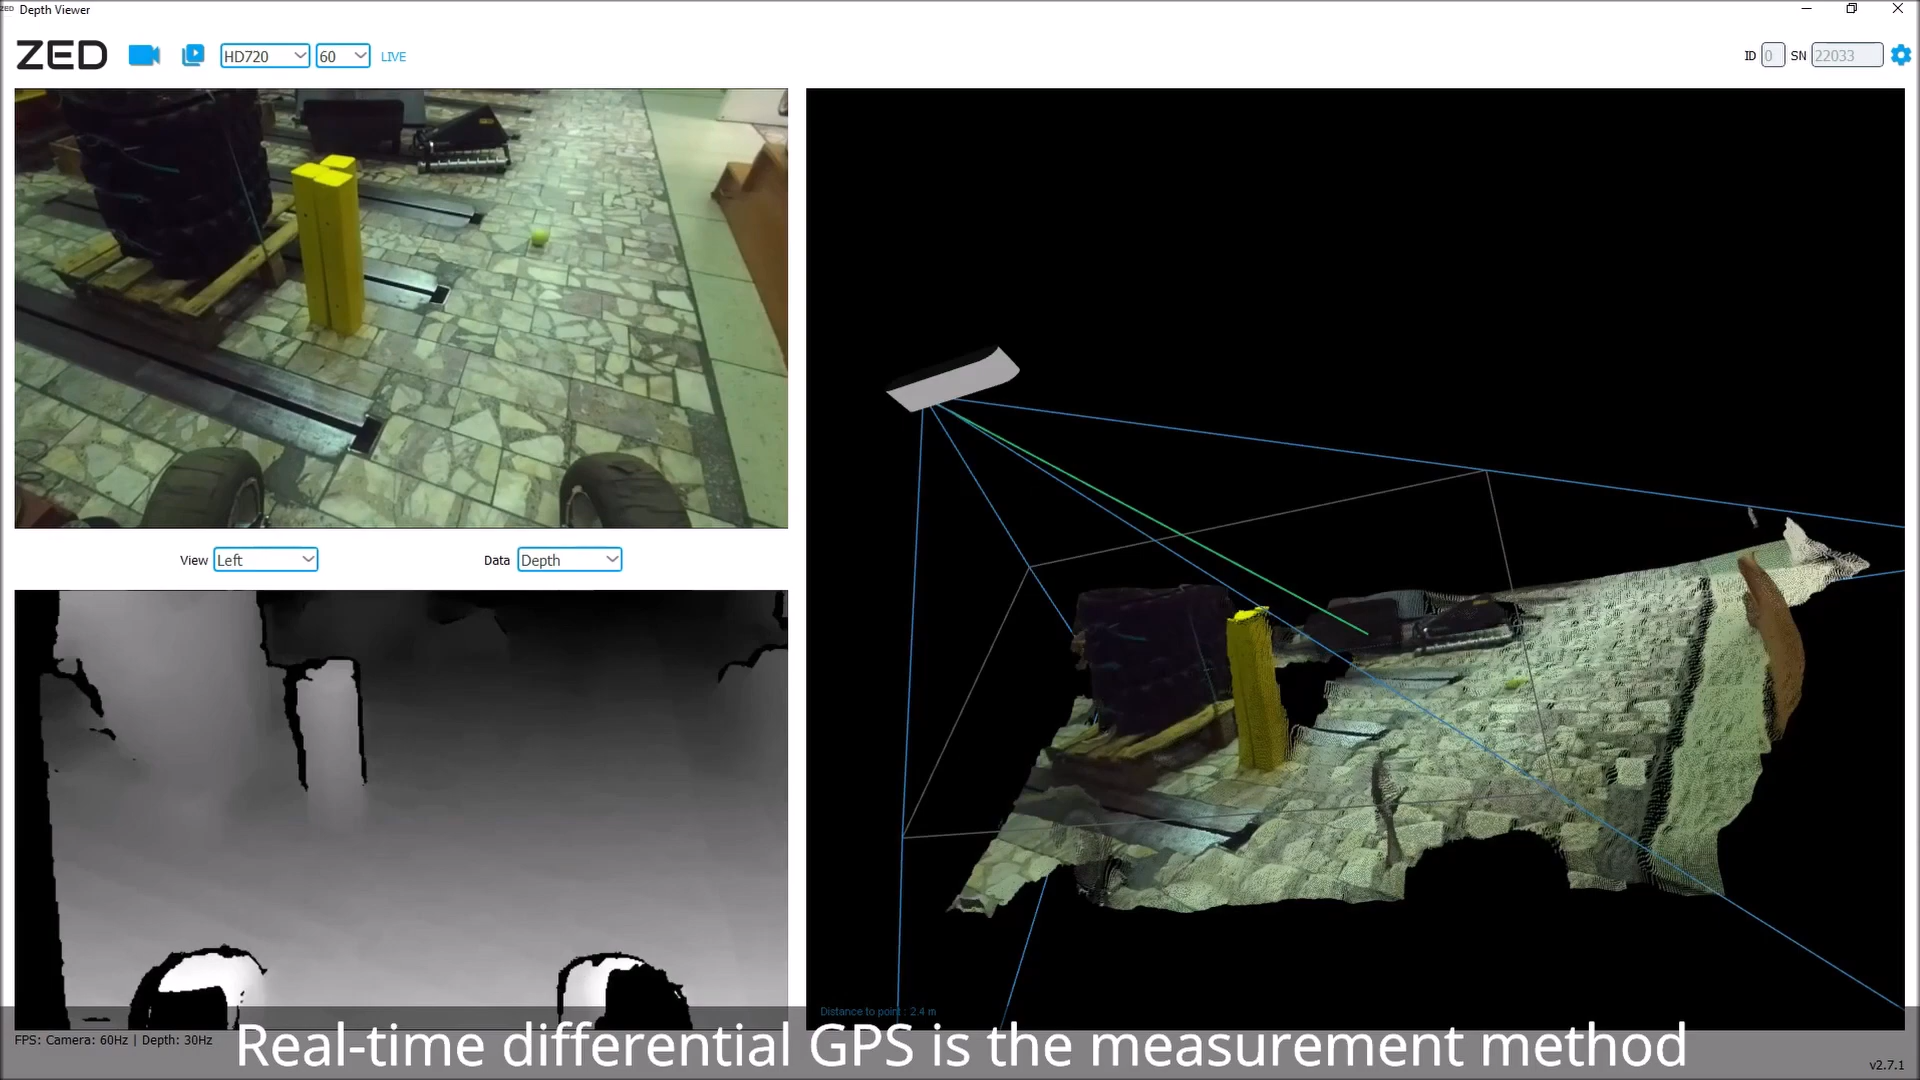 ZED Depth Viewer
ZED HD720 60 LIVE ID 0 SN 22033
View Left Data Depth
Distance to point : 2.4 m
FPS: Camera: 60Hz | Depth: 30Hz
Real-time differential GPS is the measurement method
v2.7.1